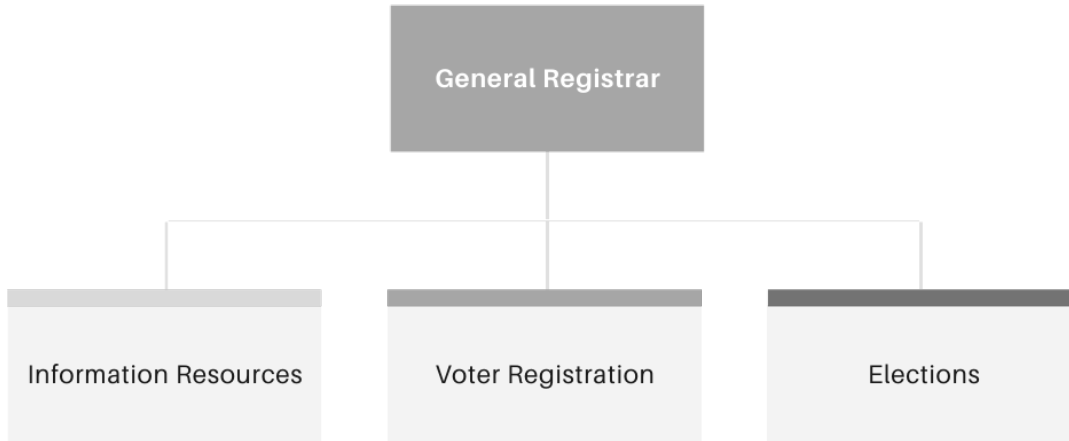 General Registrar
Information Resources
Voter Registration
Elections